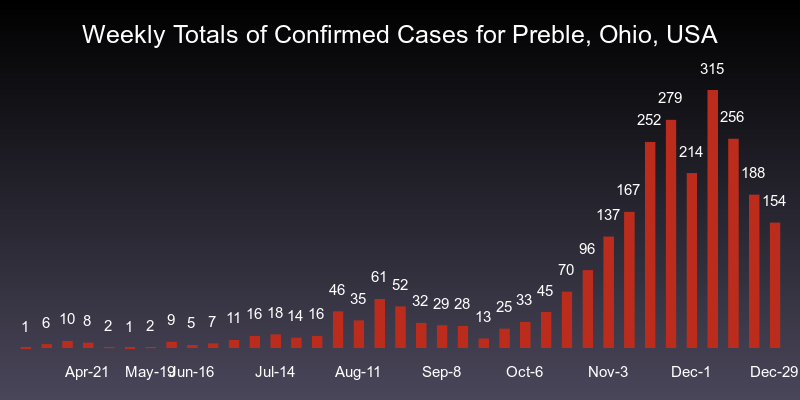 Weekly Totals of Confirmed Cases for Preble, Ohio, USA
1 6 10 8 2 1 2 9 5 7 11 16 18 14 16 46 35 61 52 32 29 28 13 25 33 45 70 96 137 167 252 279 214 315 256 188 154
Apr-21 May-19 Jun-16 Jul-14 Aug-11 Sep-8 Oct-6 Nov-3 Dec-1 Dec-29